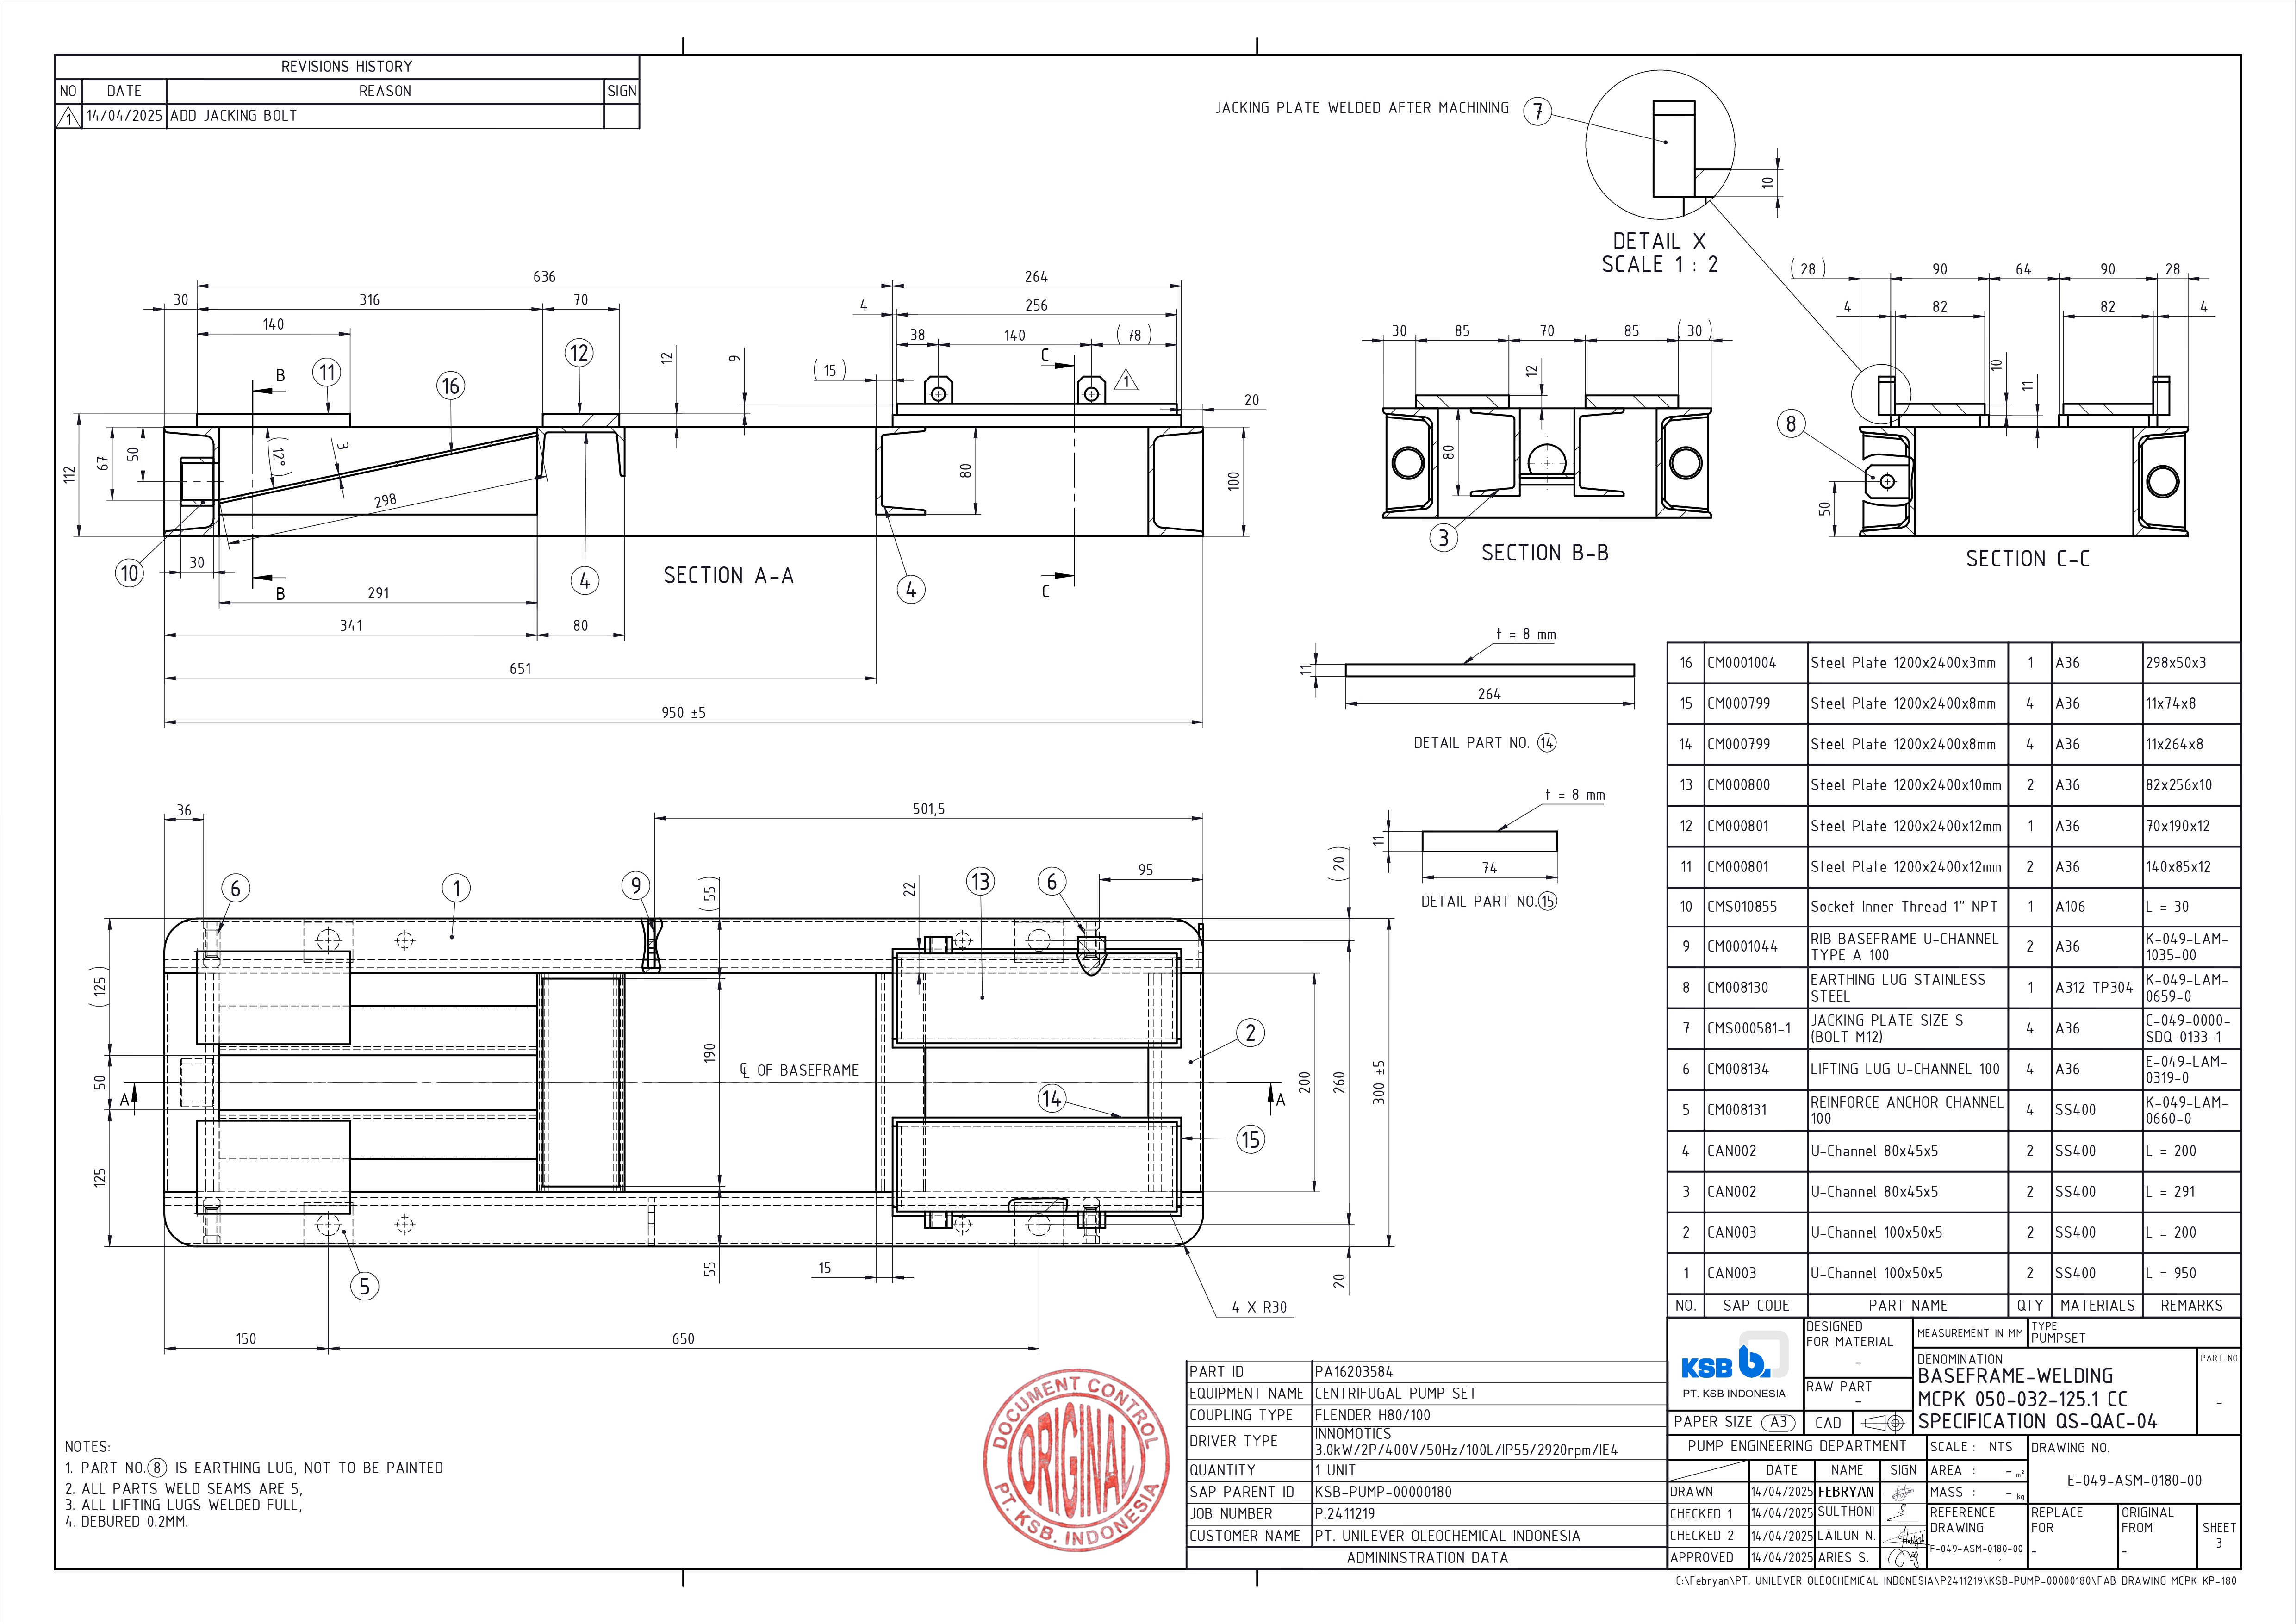 REVISIONS HISTORY
NO DATE REASON SIGN
1 14/04/2025 ADD JACKING BOLT
JACKING PLATE WELDED AFTER MACHINING 7
10
DETAIL X
SCALE 1 : 2
636 264
30 316 70 4 256
140 38 140 (78)
12 9 (15) C 1
B 11 16 12 20
112 67 50 (12°) 3 298 80 100
10 30 B 4 SECTION A-A 4 C
291
341 80
651
950 ±5
30 85 70 85 (30)
12
80
3
SECTION B-B
(28) 90 64 90 28
4 82 82 4
10 11
8
50
SECTION C-C
t = 8 mm
11
264
DETAIL PART NO. 14
t = 8 mm
11
74
DETAIL PART NO. 15
36 501,5
6 1 9 (55) 22 13 6 95 (20)
(125) 190 2
50 ℄ OF BASEFRAME 200 260 300 ±5
A A
14
15
125
5 55 15 20
4 X R30
150 650
16 CM0001004 Steel Plate 1200x2400x3mm 1 A36 298x50x3
15 CM000799 Steel Plate 1200x2400x8mm 4 A36 11x74x8
14 CM000799 Steel Plate 1200x2400x8mm 4 A36 11x264x8
13 CM000800 Steel Plate 1200x2400x10mm 2 A36 82x256x10
12 CM000801 Steel Plate 1200x2400x12mm 1 A36 70x190x12
11 CM000801 Steel Plate 1200x2400x12mm 2 A36 140x85x12
10 CMS010855 Socket Inner Thread 1" NPT 1 A106 L = 30
9 CM0001044 RIB BASEFRAME U-CHANNEL TYPE A 100 2 A36 K-049-LAM-1035-00
8 CM008130 EARTHING LUG STAINLESS STEEL 1 A312 TP304 K-049-LAM-0659-0
7 CMS000581-1 JACKING PLATE SIZE S (BOLT M12) 4 A36 C-049-0000-SDQ-0133-1
6 CM008134 LIFTING LUG U-CHANNEL 100 4 A36 E-049-LAM-0319-0
5 CM008131 REINFORCE ANCHOR CHANNEL 100 4 SS400 K-049-LAM-0660-0
4 CAN002 U-Channel 80x45x5 2 SS400 L = 200
3 CAN002 U-Channel 80x45x5 2 SS400 L = 291
2 CAN003 U-Channel 100x50x5 2 SS400 L = 200
1 CAN003 U-Channel 100x50x5 2 SS400 L = 950
NO. SAP CODE PART NAME QTY MATERIALS REMARKS
NOTES:
1. PART NO. 8 IS EARTHING LUG, NOT TO BE PAINTED
2. ALL PARTS WELD SEAMS ARE 5,
3. ALL LIFTING LUGS WELDED FULL,
4. DEBURED 0.2MM.
DOCUMENT CONTROL
ORIGINAL
PT. KSB. INDONESIA
PART ID PA16203584
EQUIPMENT NAME CENTRIFUGAL PUMP SET
COUPLING TYPE FLENDER H80/100
DRIVER TYPE INNOMOTICS
3.0kW/2P/400V/50Hz/100L/IP55/2920rpm/IE4
QUANTITY 1 UNIT
SAP PARENT ID KSB-PUMP-00000180
JOB NUMBER P.2411219
CUSTOMER NAME PT. UNILEVER OLEOCHEMICAL INDONESIA
ADMININSTRATION DATA
KSB b.
PT. KSB INDONESIA
DESIGNED FOR MATERIAL
-
RAW PART
-
MEASUREMENT IN MM
TYPE
PUMPSET
DENOMINATION
BASEFRAME-WELDING
MCPK 050-032-125.1 CC
SPECIFICATION QS-QAC-04
PART-NO
-
PAPER SIZE A3 CAD
PUMP ENGINEERING DEPARTMENT
SCALE : NTS
DRAWING NO.
E-049-ASM-0180-00
DATE NAME SIGN
AREA : - m²
MASS : - kg
DRAWN 14/04/2025 FEBRYAN
CHECKED 1 14/04/2025 SULTHONI
CHECKED 2 14/04/2025 LAILUN N.
APPROVED 14/04/2025 ARIES S.
REFERENCE DRAWING
F-049-ASM-0180-00
REPLACE FOR
-
ORIGINAL FROM
-
SHEET
3
C:\Febryan\PT. UNILEVER OLEOCHEMICAL INDONESIA\P2411219\KSB-PUMP-00000180\FAB DRAWING MCPK KP-180